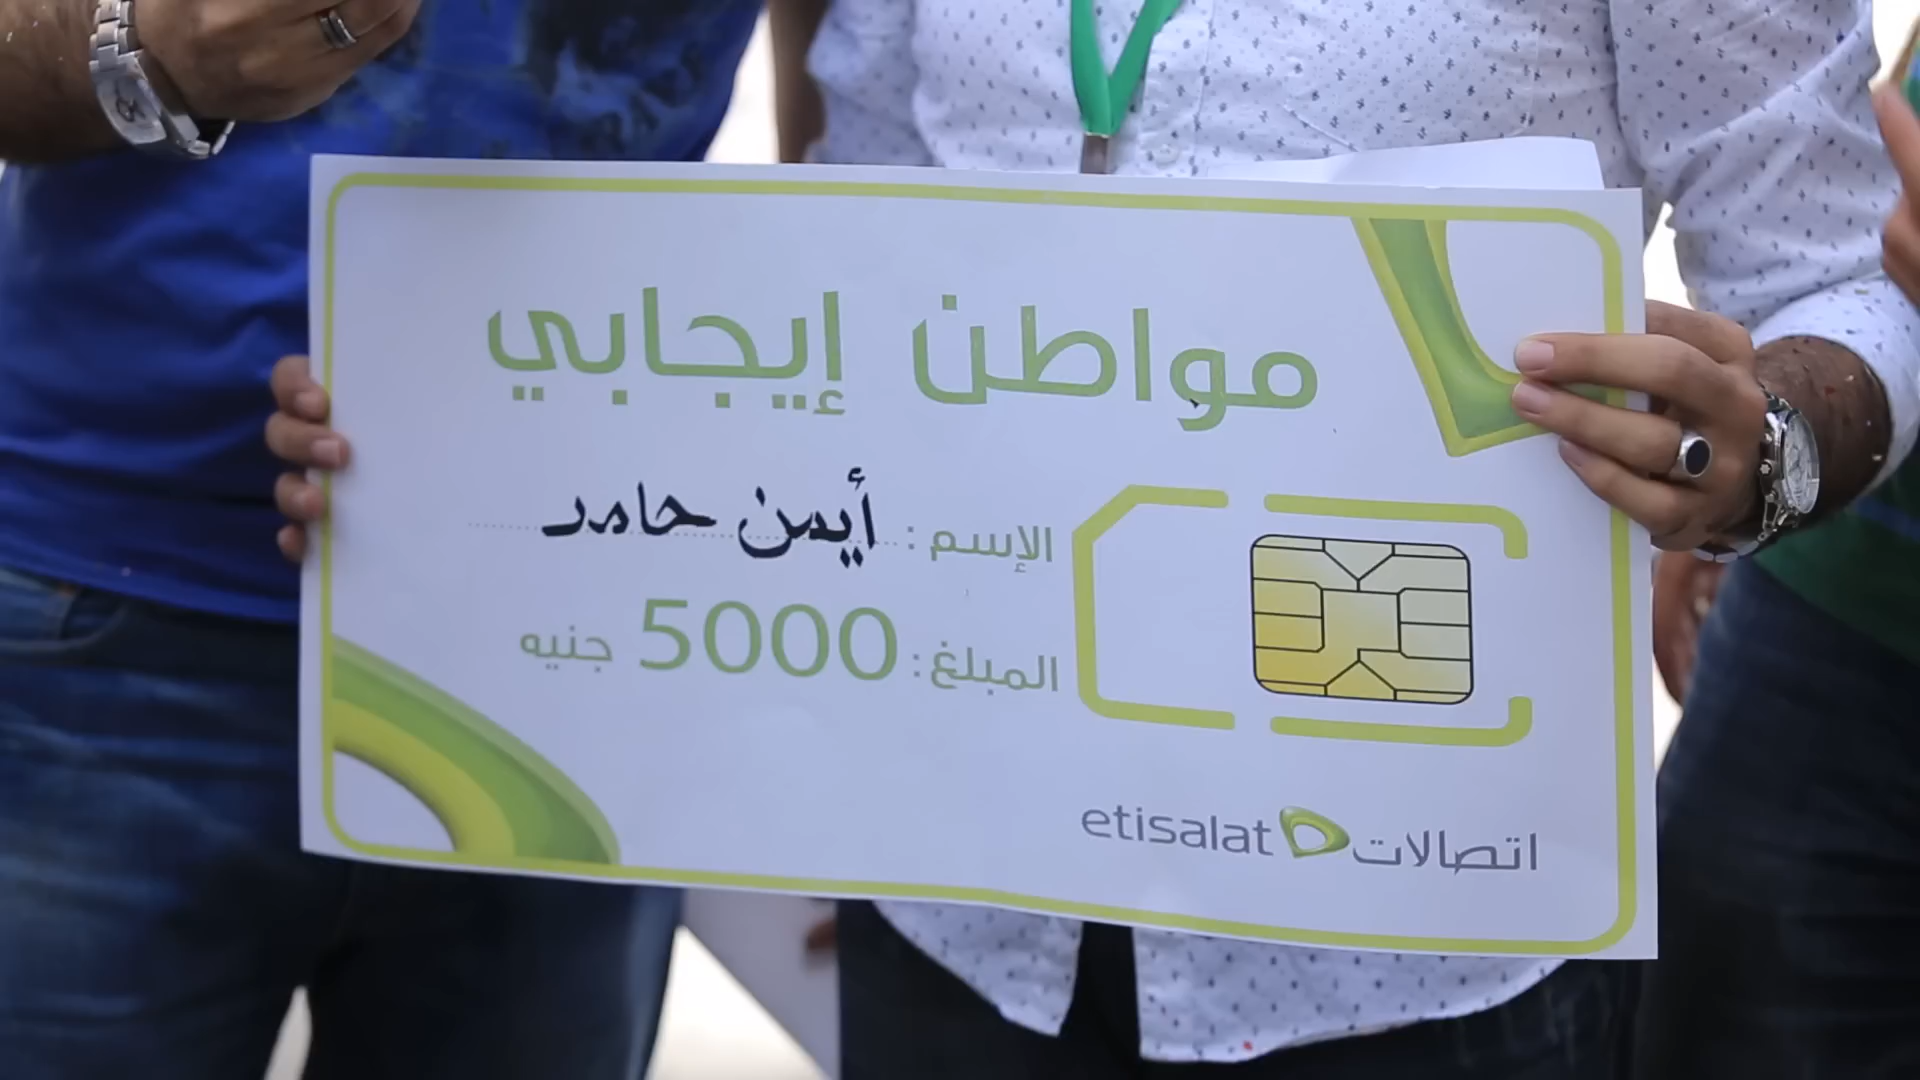 مواطن إيجابي
الإسم : أيمن حامد
المبلغ: 5000 جنيه
اتصالات etisalat